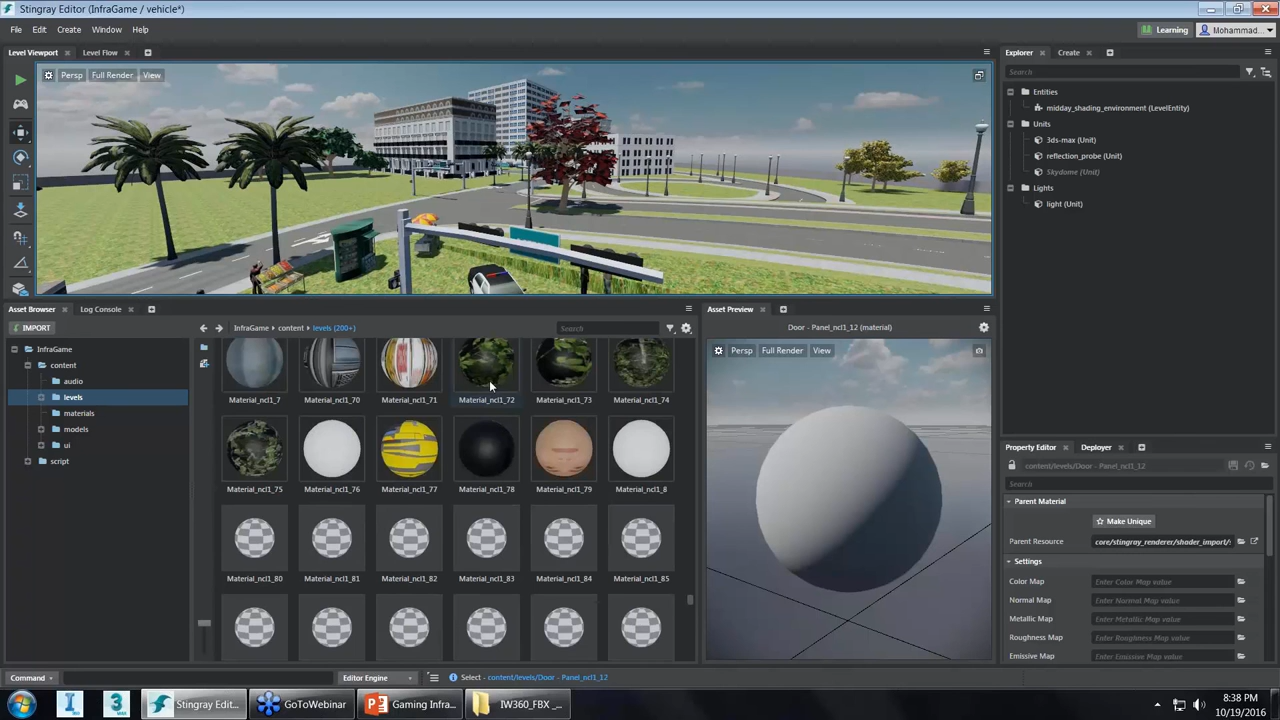 Stingray Editor (InfraGame / vehicle*)
File Edit Create Window Help
Learning Mohammad...
Level Viewport Level Flow
Explorer Create
Persp Full Render View
Search
Entities
midday_shading_environment (LevelEntity)
Units
3ds-max (Unit)
reflection_probe (Unit)
Skydome (Unit)
Lights
light (Unit)
Asset Browser Log Console
Asset Preview
IMPORT
InfraGame content levels (200+)
Search
Door - Panel_ncl1_12 (material)
InfraGame
content
audio
levels
materials
models
ui
script
Material_ncl1_7 Material_ncl1_70 Material_ncl1_71 Material_ncl1_72 Material_ncl1_73 Material_ncl1_74
Material_ncl1_75 Material_ncl1_76 Material_ncl1_77 Material_ncl1_78 Material_ncl1_79 Material_ncl1_8
Material_ncl1_80 Material_ncl1_81 Material_ncl1_82 Material_ncl1_83 Material_ncl1_84 Material_ncl1_85
Persp Full Render View
Property Editor Deployer
content/levels/Door - Panel_ncl1_12
Search
Parent Material
Make Unique
Parent Resource core/stingray_renderer/shader_import/
Settings
Color Map Enter Color Map value
Normal Map Enter Normal Map value
Metallic Map Enter Metallic Map value
Roughness Map Enter Roughness Map value
Emissive Map Enter Emissive Map value
Command
Editor Engine
Select - content/levels/Door - Panel_ncl1_12
Stingray Edit... GoToWebinar Gaming Infra... IW360_FBX _...
8:38 PM
10/19/2016